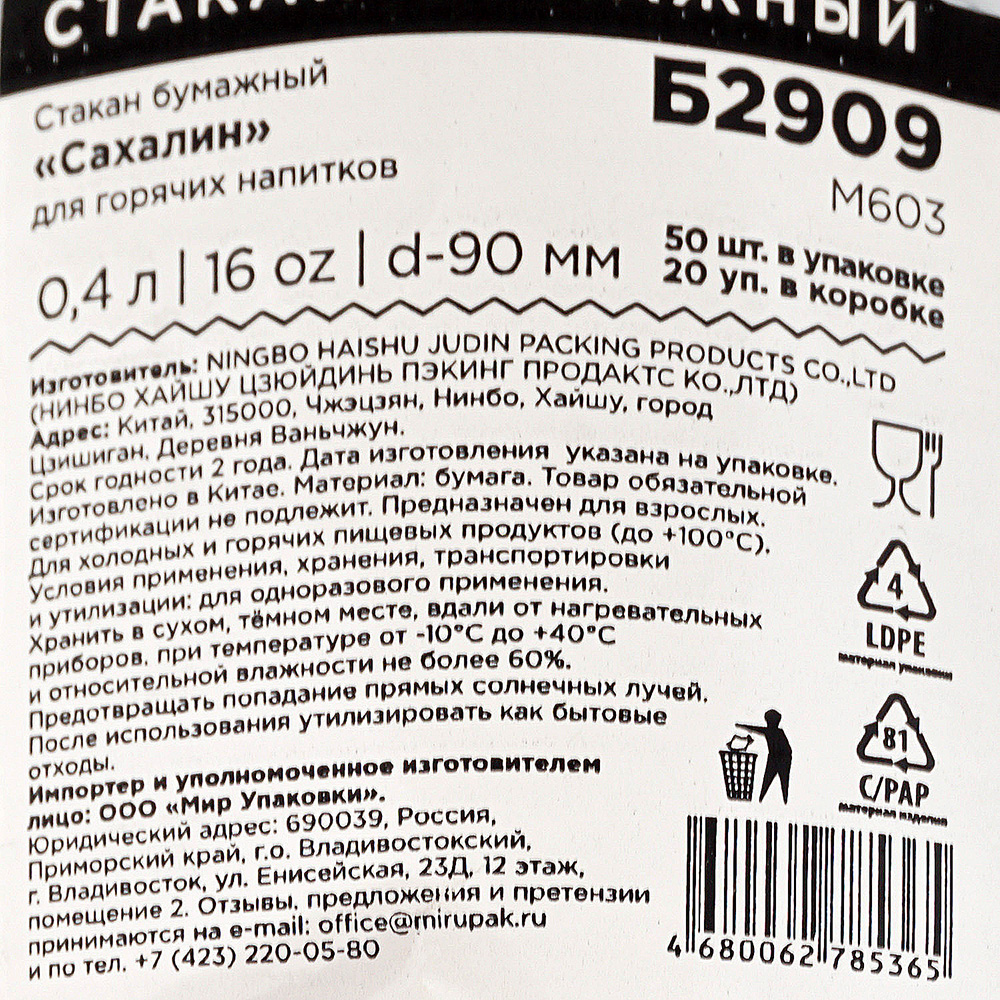 СТАКАН БУМАЖНЫЙ
Стакан бумажный
«Сахалин»
для горячих напитков
Б2909
М603
0,4 л | 16 oz | d-90 мм
50 шт. в упаковке
20 уп. в коробке
Изготовитель: NINGBO HAISHU JUDIN PACKING PRODUCTS CO.,LTD
(НИНБО ХАЙШУ ЦЗЮЙДИНЬ ПЭКИНГ ПРОДАКТС КО.,ЛТД)
Адрес: Китай, 315000, Чжэцзян, Нинбо, Хайшу, город
Цзишиган, Деревня Ваньчжун.
Срок годности 2 года. Дата изготовления указана на упаковке.
Изготовлено в Китае. Материал: бумага. Товар обязательной
сертификации не подлежит. Предназначен для взрослых.
Для холодных и горячих пищевых продуктов (до +100°С).
Условия применения, хранения, транспортировки
и утилизации: для одноразового применения.
Хранить в сухом, тёмном месте, вдали от нагревательных
приборов, при температуре от -10°С до +40°С
и относительной влажности не более 60%.
Предотвращать попадание прямых солнечных лучей.
После использования утилизировать как бытовые
отходы.
Импортер и уполномоченное изготовителем
лицо: ООО «Мир Упаковки».
Юридический адрес: 690039, Россия,
Приморский край, г.о. Владивостокский,
г. Владивосток, ул. Енисейская, 23Д, 12 этаж,
помещение 2. Отзывы, предложения и претензии
принимаются на e-mail: office@mirupak.ru
и по тел. +7 (423) 220-05-80
4
LDPE
материал упаковки
81
C/PAP
материал изделия
4 680062 785365